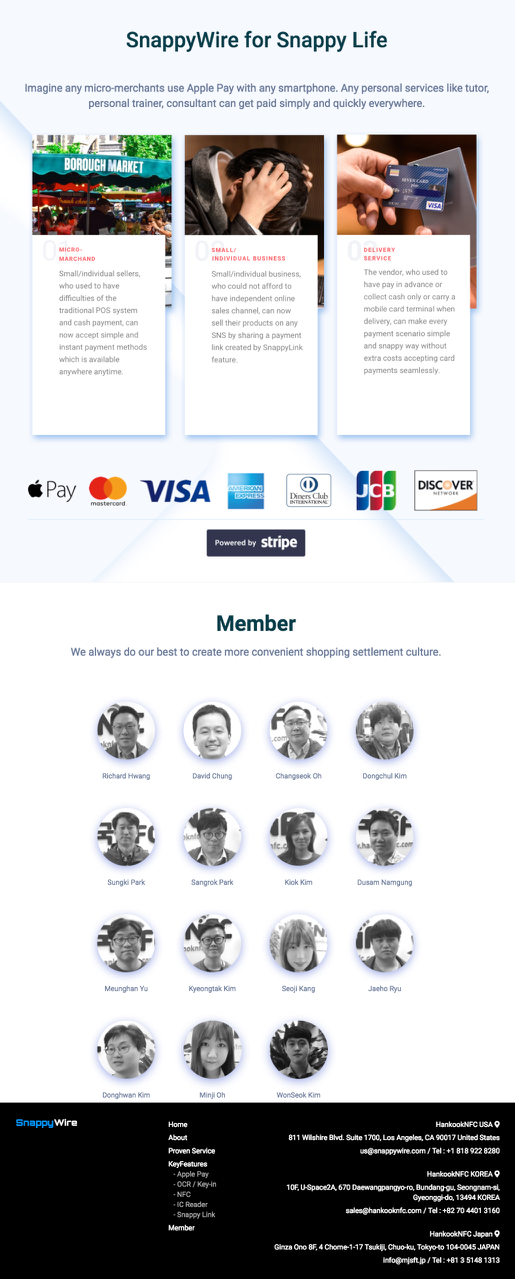 SnappyWire for Snappy Life
Imagine any micro-merchants use Apple Pay with any smartphone. Any personal services like tutor,
personal trainer, consultant can get paid simply and quickly everywhere.
BOROUGH MARKET
SEVEN CARD
VISA
01
MICRO-
MARCHAND
Small/individual sellers,
who used to have
difficulties of the
traditional POS system
and cash payment, can
now accept simple and
instant payment methods
which is available
anywhere anytime.
SMALL/
INDIVIDUAL BUSINESS
Small/individual business,
who could not afford to
have independent online
sales channel, can now
sell their products on any
SNS by sharing a payment
link created by SnappyLink
feature.
DELIVERY
SERVICE
The vendor, who used to
have pay in advance or
collect cash only or carry a
mobile card terminal when
delivery, can make every
payment scenario simple
and snappy way without
extra costs accepting card
payments seamlessly.
Pay
mastercard
VISA
AMERICAN
EXPRESS
Diners Club
INTERNATIONAL
JCB
DISCOVER
NETWORK
Powered by stripe
Member
We always do our best to create more convenient shopping settlement culture.
Richard Hwang
David Chung
Changseok Oh
Dongchul Kim
Sungki Park
Sangrok Park
Kiok Kim
Dusam Namgung
Meunghan Yu
Kyeongtak Kim
Seoji Kang
Jaeho Ryu
Donghwan Kim
Minji Oh
WonSeok Kim
SnappyWire
Home
About
Proven Service
KeyFeatures
- Apple Pay
- OCR / Key-in
- NFC
- IC Reader
- Snappy Link
Member
HankookNFC USA
811 Wilshire Blvd. Suite 1700, Los Angeles, CA 90017 United States
us@snappywire.com / Tel : +1 818 922 8280
HankookNFC KOREA
10F, U-Space2A, 670 Daewangpangyo-ro, Bundang-gu, Seongnam-si,
Gyeonggi-do, 13494 KOREA
sales@hankooknfc.com / Tel : +82 70 4401 3160
HankookNFC Japan
Ginza Ono 8F, 4 Chome-1-17 Tsukiji, Chuo-ku, Tokyo-to 104-0045 JAPAN
info@mjsft.jp / Tel : +81 3 5148 1313